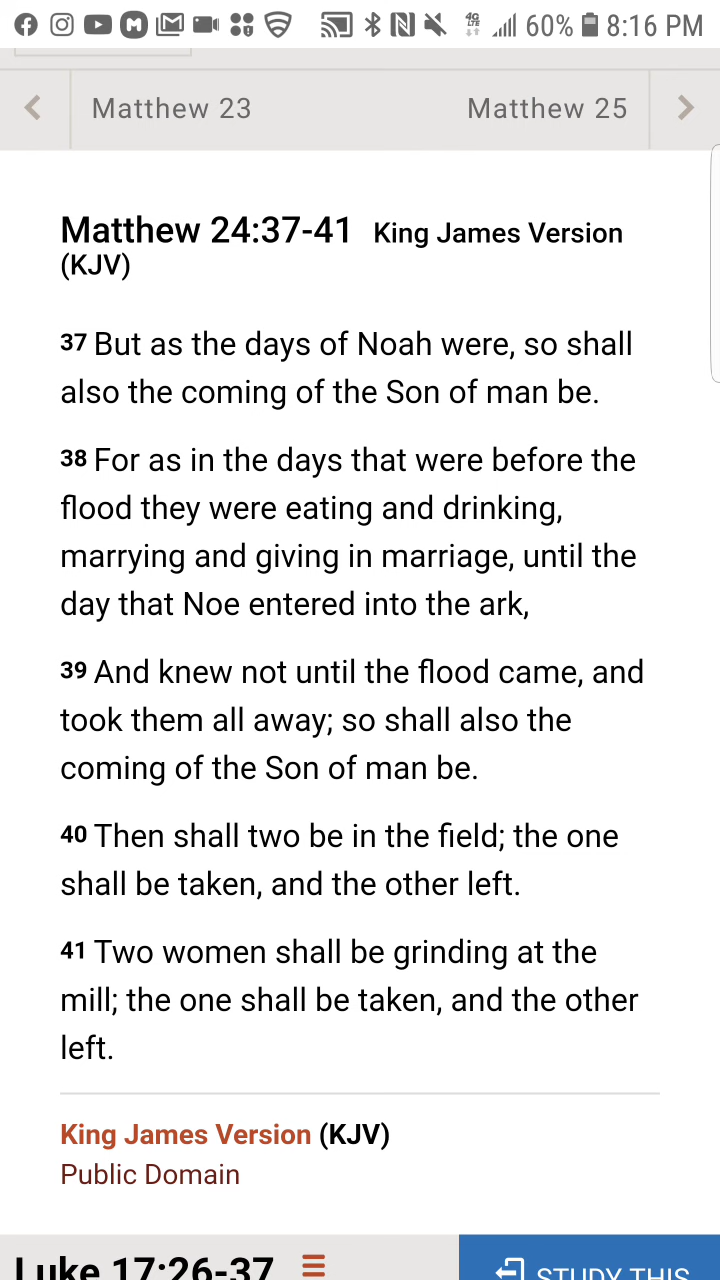 60% 8:16 PM
Matthew 23 Matthew 25
Matthew 24:37-41 King James Version
(KJV)
37 But as the days of Noah were, so shall
also the coming of the Son of man be.
38 For as in the days that were before the
flood they were eating and drinking,
marrying and giving in marriage, until the
day that Noe entered into the ark,
39 And knew not until the flood came, and
took them all away; so shall also the
coming of the Son of man be.
40 Then shall two be in the field; the one
shall be taken, and the other left.
41 Two women shall be grinding at the
mill; the one shall be taken, and the other
left.
King James Version (KJV)
Public Domain
Luke 17:26-37 STUDY THIS